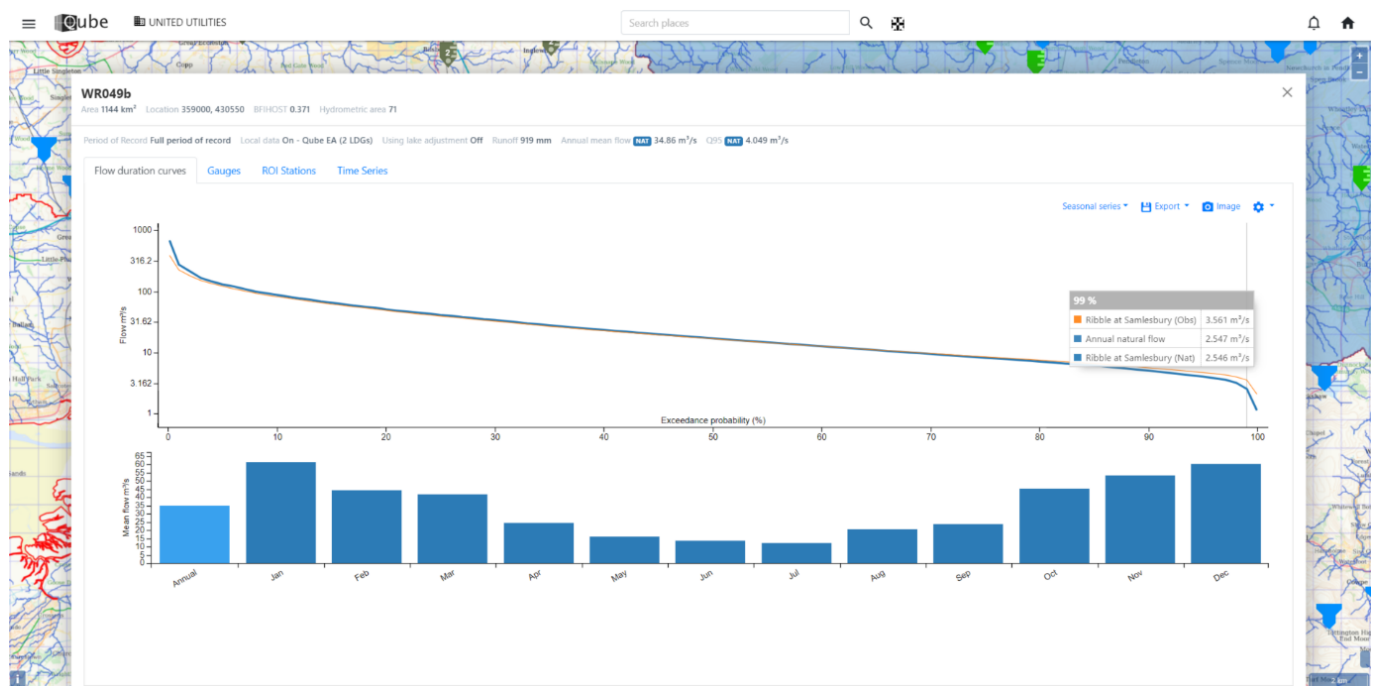 Qube UNITED UTILITIES Search places
WR049b
Area 1144 km² Location 359000, 430550 BFIHOST 0.371 Hydrometric area 71
Period of Record Full period of record Local data On - Qube EA (2 LDGs) Using lake adjustment Off Runoff 919 mm Annual mean flow NAT 34.86 m³/s Q95 NAT 4.049 m³/s
Flow duration curves Gauges ROI Stations Time Series
Seasonal series Export Image
1000
316.2
100
31.62
10
3.162
1
Flow m³/s
99 %
Ribble at Samlesbury (Obs) 3.561 m³/s
Annual natural flow 2.547 m³/s
Ribble at Samlesbury (Nat) 2.546 m³/s
Exceedance probability (%)
0 10 20 30 40 50 60 70 80 90 100
65
60
55
50
45
40
35
30
25
20
15
10
5
0
Mean flow m³/s
Annual Jan Feb Mar Apr May Jun Jul Aug Sep Oct Nov Dec
Little Singleton
Copp